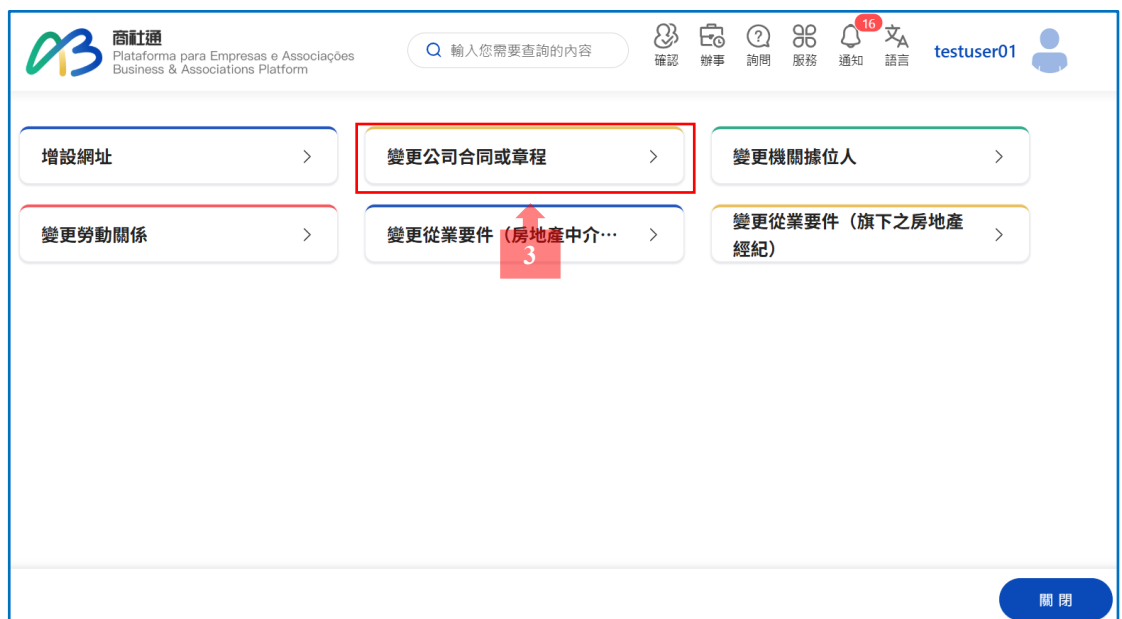 商社通
Plataforma para Empresas e Associações
Business & Associations Platform
輸入您需要查詢的內容
確認
辦事
詢問
服務
16
通知
語言
testuser01
增設網址
變更公司合同或章程
變更機關據位人
變更勞動關係
變更從業要件（房地產中介…
變更從業要件（旗下之房地產
經紀）
3
關閉